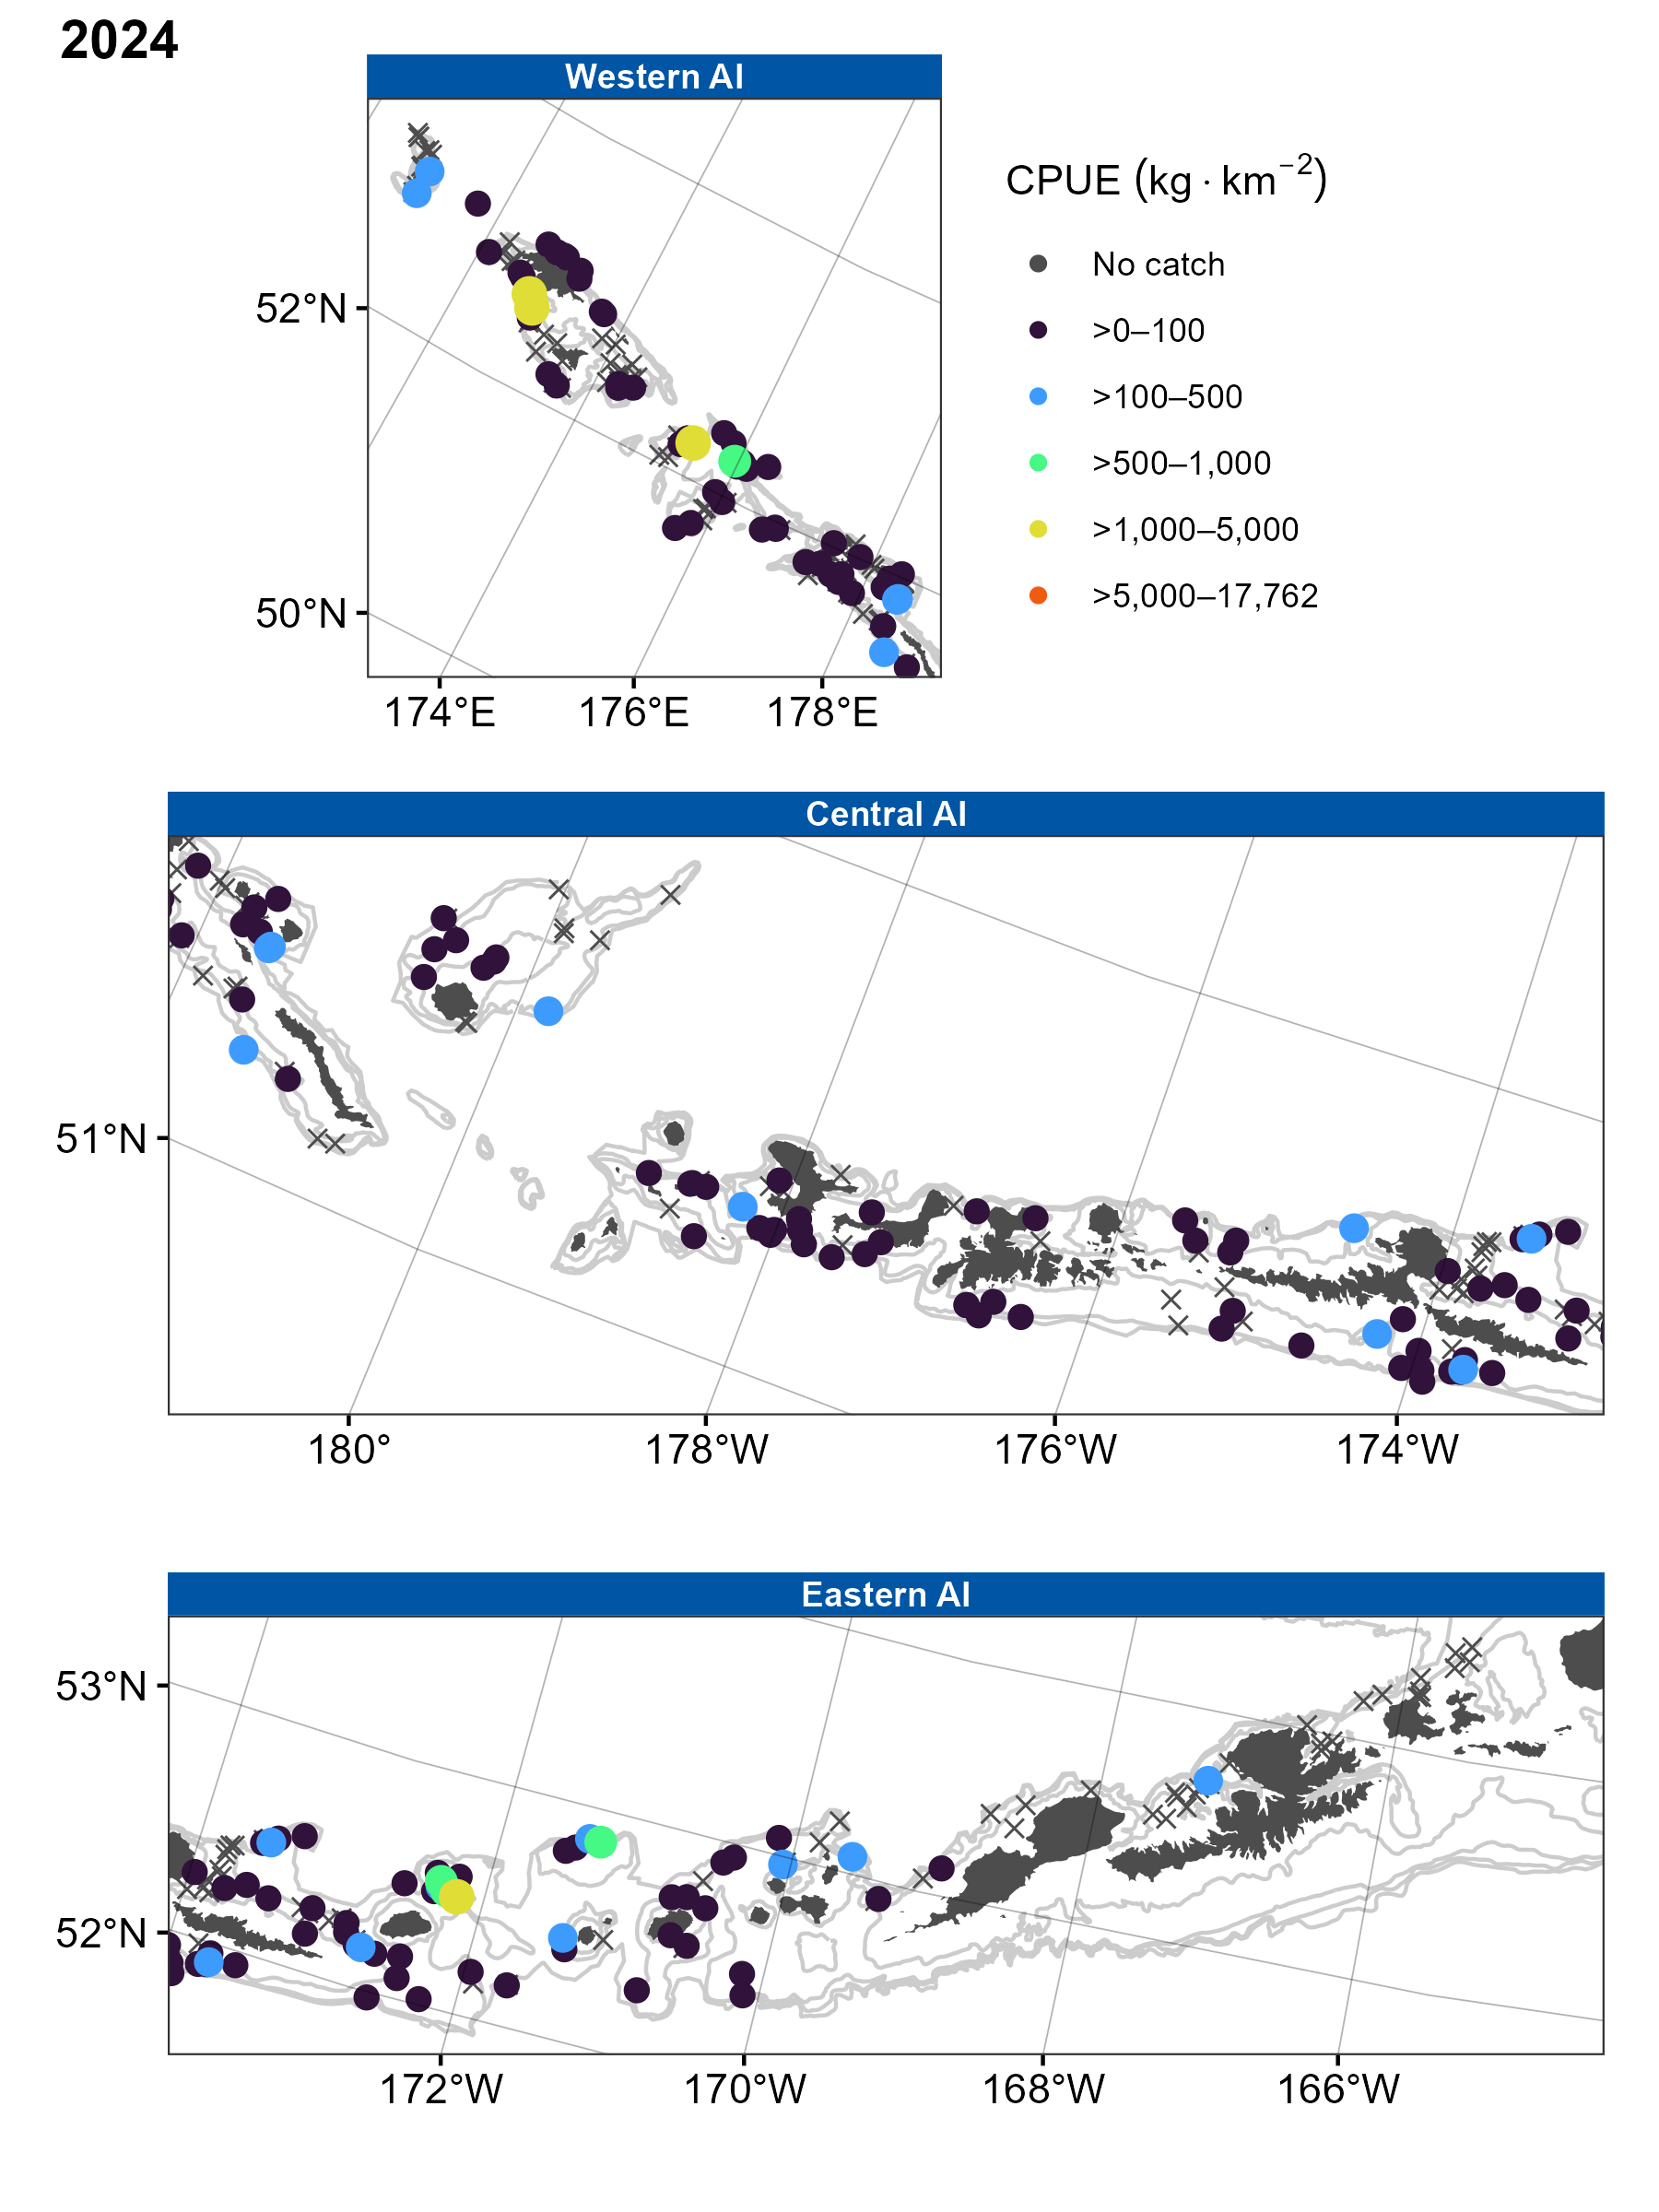 2024
Western AI
52°N
50°N
174°E 176°E 178°E
CPUE (kg · km⁻²)
No catch
>0–100
>100–500
>500–1,000
>1,000–5,000
>5,000–17,762
Central AI
51°N
180° 178°W 176°W 174°W
Eastern AI
53°N
52°N
172°W 170°W 168°W 166°W